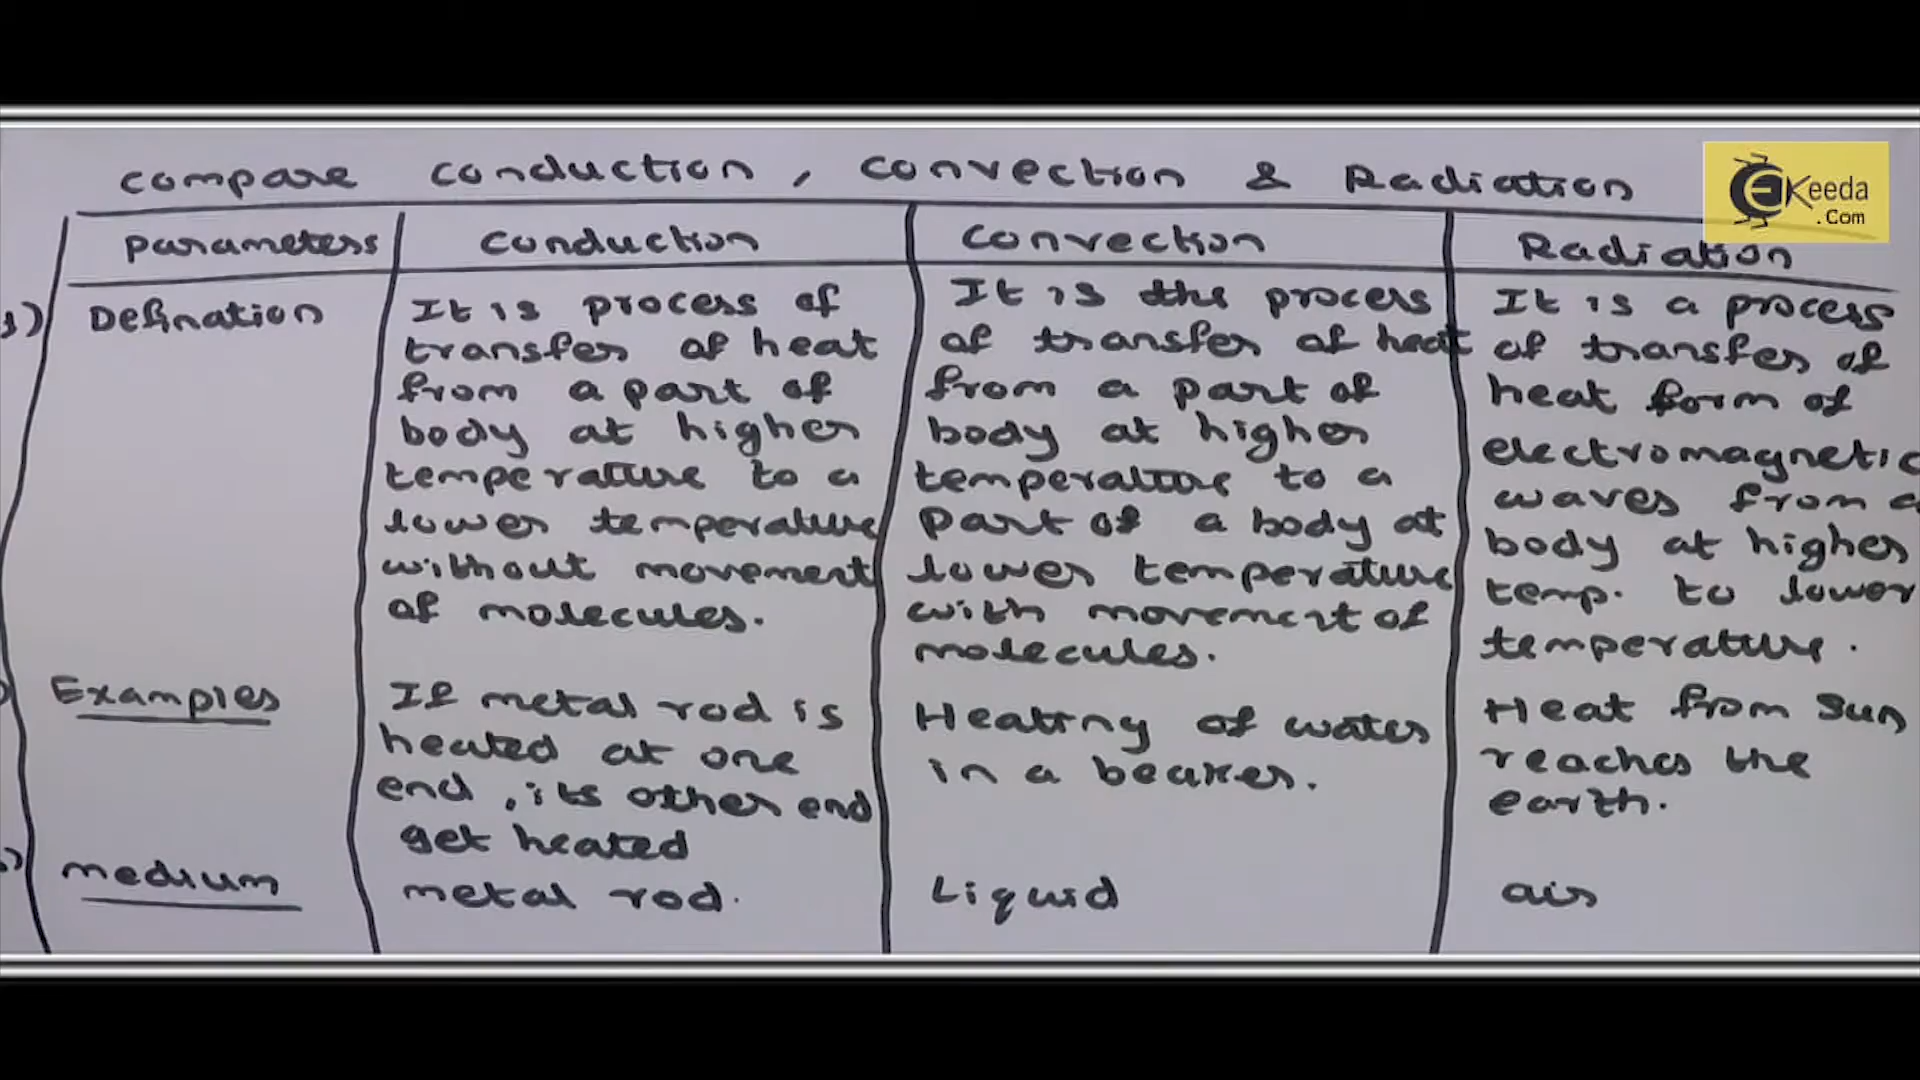 compare conduction, convection & Radiation
EKeeda
.Com
Parameters
conduction
convection
Radiation
1)
Defination
It is process of
transfer of heat
from a part of
body at higher
temperature to a
lower temperature
without movement
of molecules.
It is the process
of transfer of heat
from a part of
body at higher
temperature to a
part of a body at
lower temperature
with movement of
molecules.
It is a process
of transfer of
heat form of
electromagnetic
waves from a
body at higher
temp. to lower
temperature.
Examples
If metal rod is
heated at one
end, its other end
get heated
Heating of water
in a beaker.
Heat from sun
reaches the
earth.
medium
metal rod.
Liquid
air